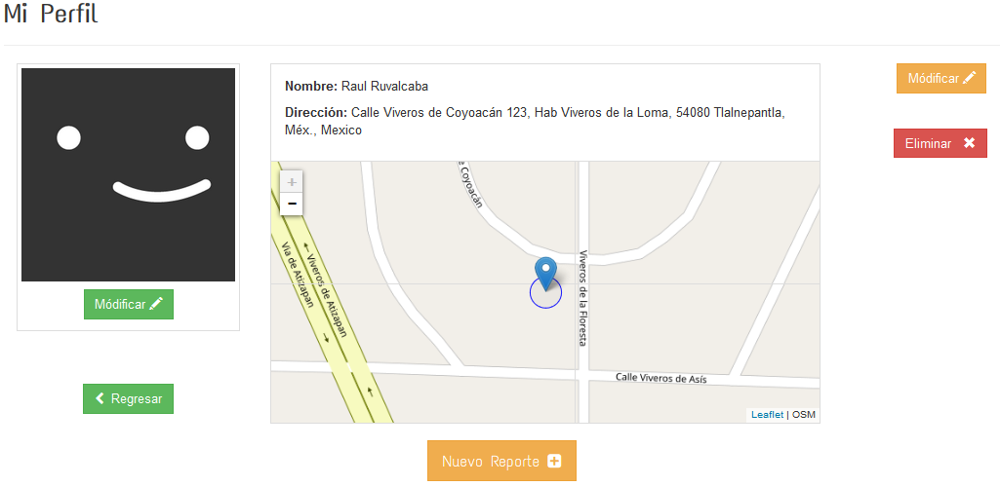 Mi Perfil
Nombre: Raul Ruvalcaba
Dirección: Calle Viveros de Coyoacán 123, Hab Viveros de la Loma, 54080 Tlalnepantla,
Méx., Mexico
Módificar
Eliminar
+
-
te Coyoacán
Viveros de Atizapan
Vía de Atizapan
Viveros de la Floresta
Calle Viveros de Asís
Leaflet | OSM
Módificar
Regresar
Nuevo Reporte